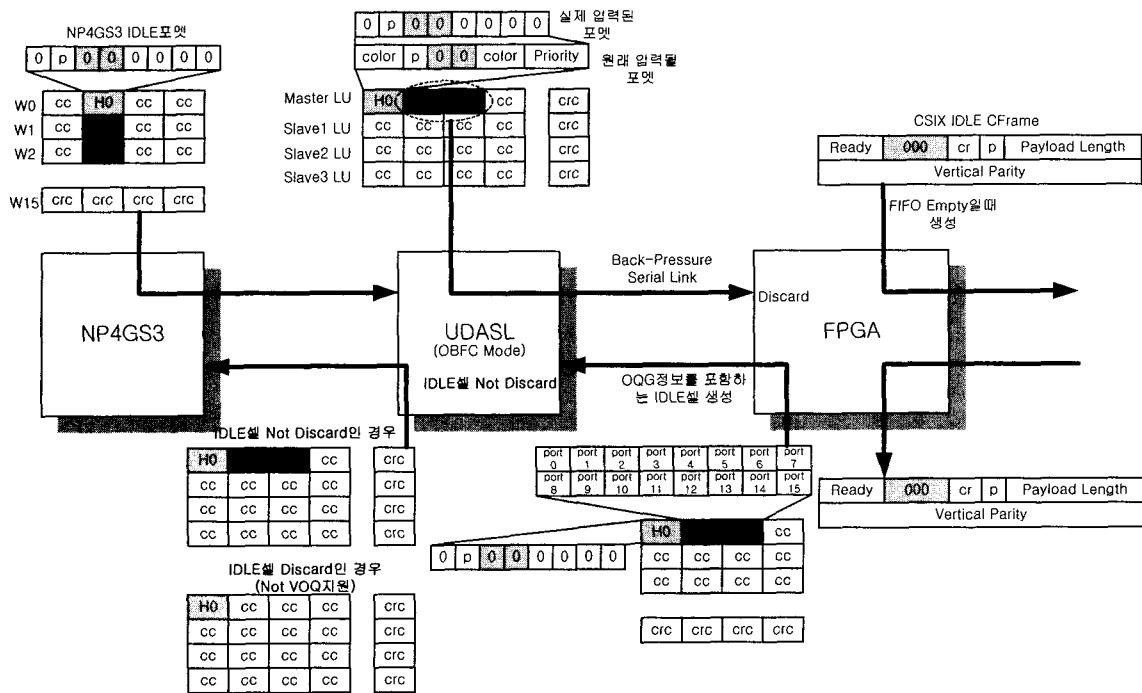 NP4GS3 IDLE포멧
0 p 0 0 0 0 0 0
W0 cc H0 cc cc
W1 cc cc cc
W2 cc cc cc
W15 crc crc crc crc
0 p 0 0 0 0 0 0
실제 입력된
포멧
color p 0 0 color Priority
원래 입력될
포멧
Master LU H0 cc crc
Slave1 LU cc cc cc cc crc
Slave2 LU cc cc cc cc crc
Slave3 LU cc cc cc cc crc
CSIX IDLE CFrame
Ready 000 cr p Payload Length
Vertical Parity
FIFO Empty일때
생성
NP4GS3
UDASL
(OBFC Mode)
IDLE셀 Not Discard
Back-Pressure
Serial Link
Discard
FPGA
OQG정보를 포함하
는 IDLE셀 생성
IDLE셀 Not Discard인 경우
H0 cc crc
cc cc cc cc crc
cc cc cc cc crc
cc cc cc cc crc
IDLE셀 Discard인 경우
(Not VOQ지원)
H0 cc cc cc crc
cc cc cc cc crc
cc cc cc cc crc
cc cc cc cc crc
port 0 port 1 port 2 port 3 port 4 port 5 port 6 port 7
port 8 port 9 port 10 port 11 port 12 port 13 port 14 port 15
0 p 0 0 0 0 0 0
H0 cc
cc cc cc cc
cc cc cc cc
crc crc crc crc
Ready 000 cr p Payload Length
Vertical Parity